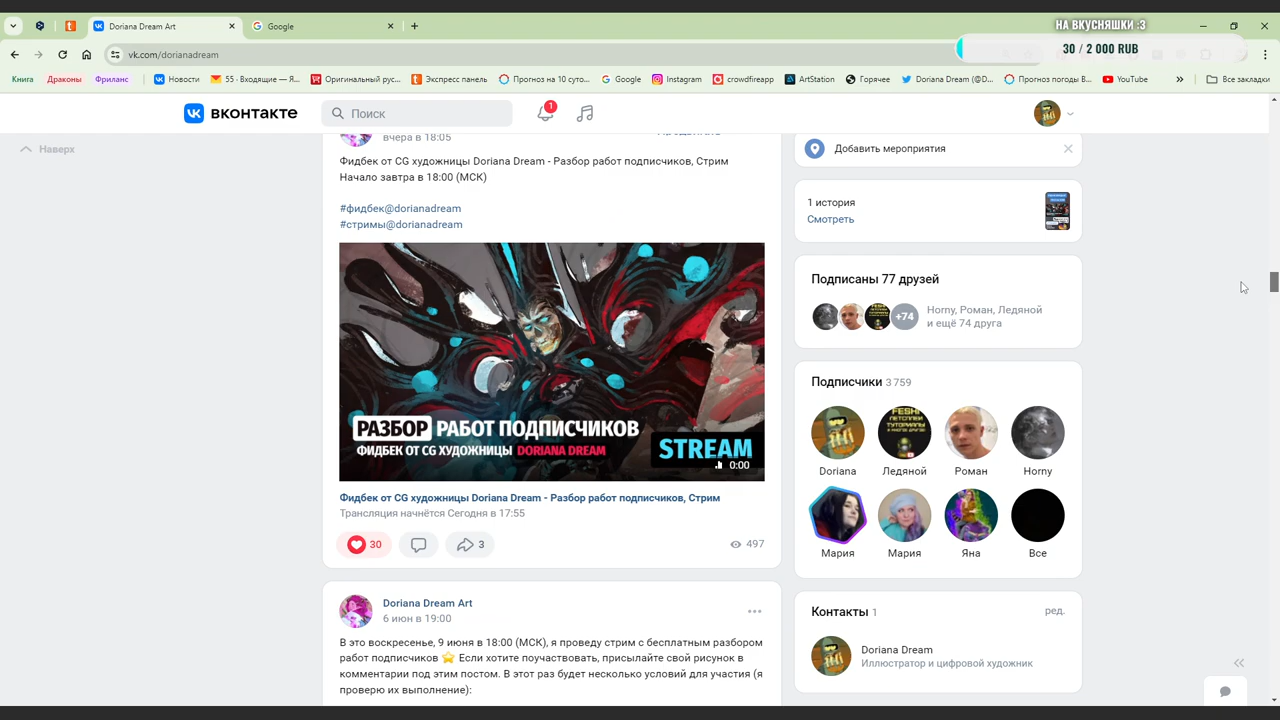 НА ВКУСНЯШКИ :3
30 / 2 000 RUB
Doriana Dream Art
Google
vk.com/dorianadream
Книга
Драконы
Фриланс
Новости
55 · Входящие — Я...
Оригинальный рус...
Экспресс панель
Прогноз на 10 суто...
Google
Instagram
crowdfireapp
ArtStation
Горячее
Doriana Dream (@D...
Прогноз погоды В...
YouTube
Все закладки
ВКОНТАКТЕ
Поиск
1
Наверх
вчера в 18:05
Фидбек от CG художницы Doriana Dream - Разбор работ подписчиков, Стрим
Начало завтра в 18:00 (МСК)
#фидбек@dorianadream
#стримы@dorianadream
РАЗБОР РАБОТ ПОДПИСЧИКОВ
ФИДБЕК ОТ CG ХУДОЖНИЦЫ DORIANA DREAM
STREAM
0:00
Фидбек от CG художницы Doriana Dream - Разбор работ подписчиков, Стрим
Трансляция начнётся Сегодня в 17:55
30
3
497
Doriana Dream Art
6 июн в 19:00
В это воскресенье, 9 июня в 18:00 (МСК), я проведу стрим с бесплатным разбором
работ подписчиков ⭐ Если хотите поучаствовать, присылайте свой рисунок в
комментарии под этим постом. В этот раз будет несколько условий для участия (я
проверю их выполнение):
Добавить мероприятия
1 история
Смотреть
Подписаны 77 друзей
+74
Horny, Роман, Ледяной
и ещё 74 друга
Подписчики 3 759
Doriana
Ледяной
Роман
Horny
Мария
Мария
Яна
Все
Контакты 1
ред.
Doriana Dream
Иллюстратор и цифровой художник